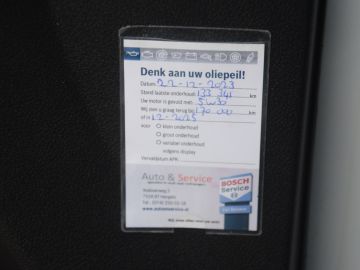 Denk aan uw oliepeil!
Datum: 22-12-2023
Stand laatste onderhoud: 133 341 km
Uw motor is gevuld met: 5w30
Wij zien u graag terug bij: 170 000 km
of in 12-2025
voor
klein onderhoud
groot onderhoud
variabel onderhoud
volgens display
Vervaldatum APK:
Auto & Service
BOSCH
Service